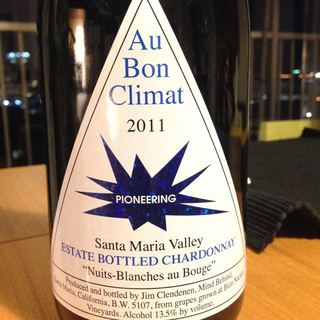 Au
Bon
Climat
2011
PIONEERING
Santa Maria Valley
ESTATE BOTTLED CHARDONNAY
"Nuits-Blanches au Bouge"
Produced and bottled by Jim Clendenen, Mind Behind,
Maria, California, B.W. 5107, from grapes grown at Bien Nacido
Vineyards. Alcohol 13.5% by volume.